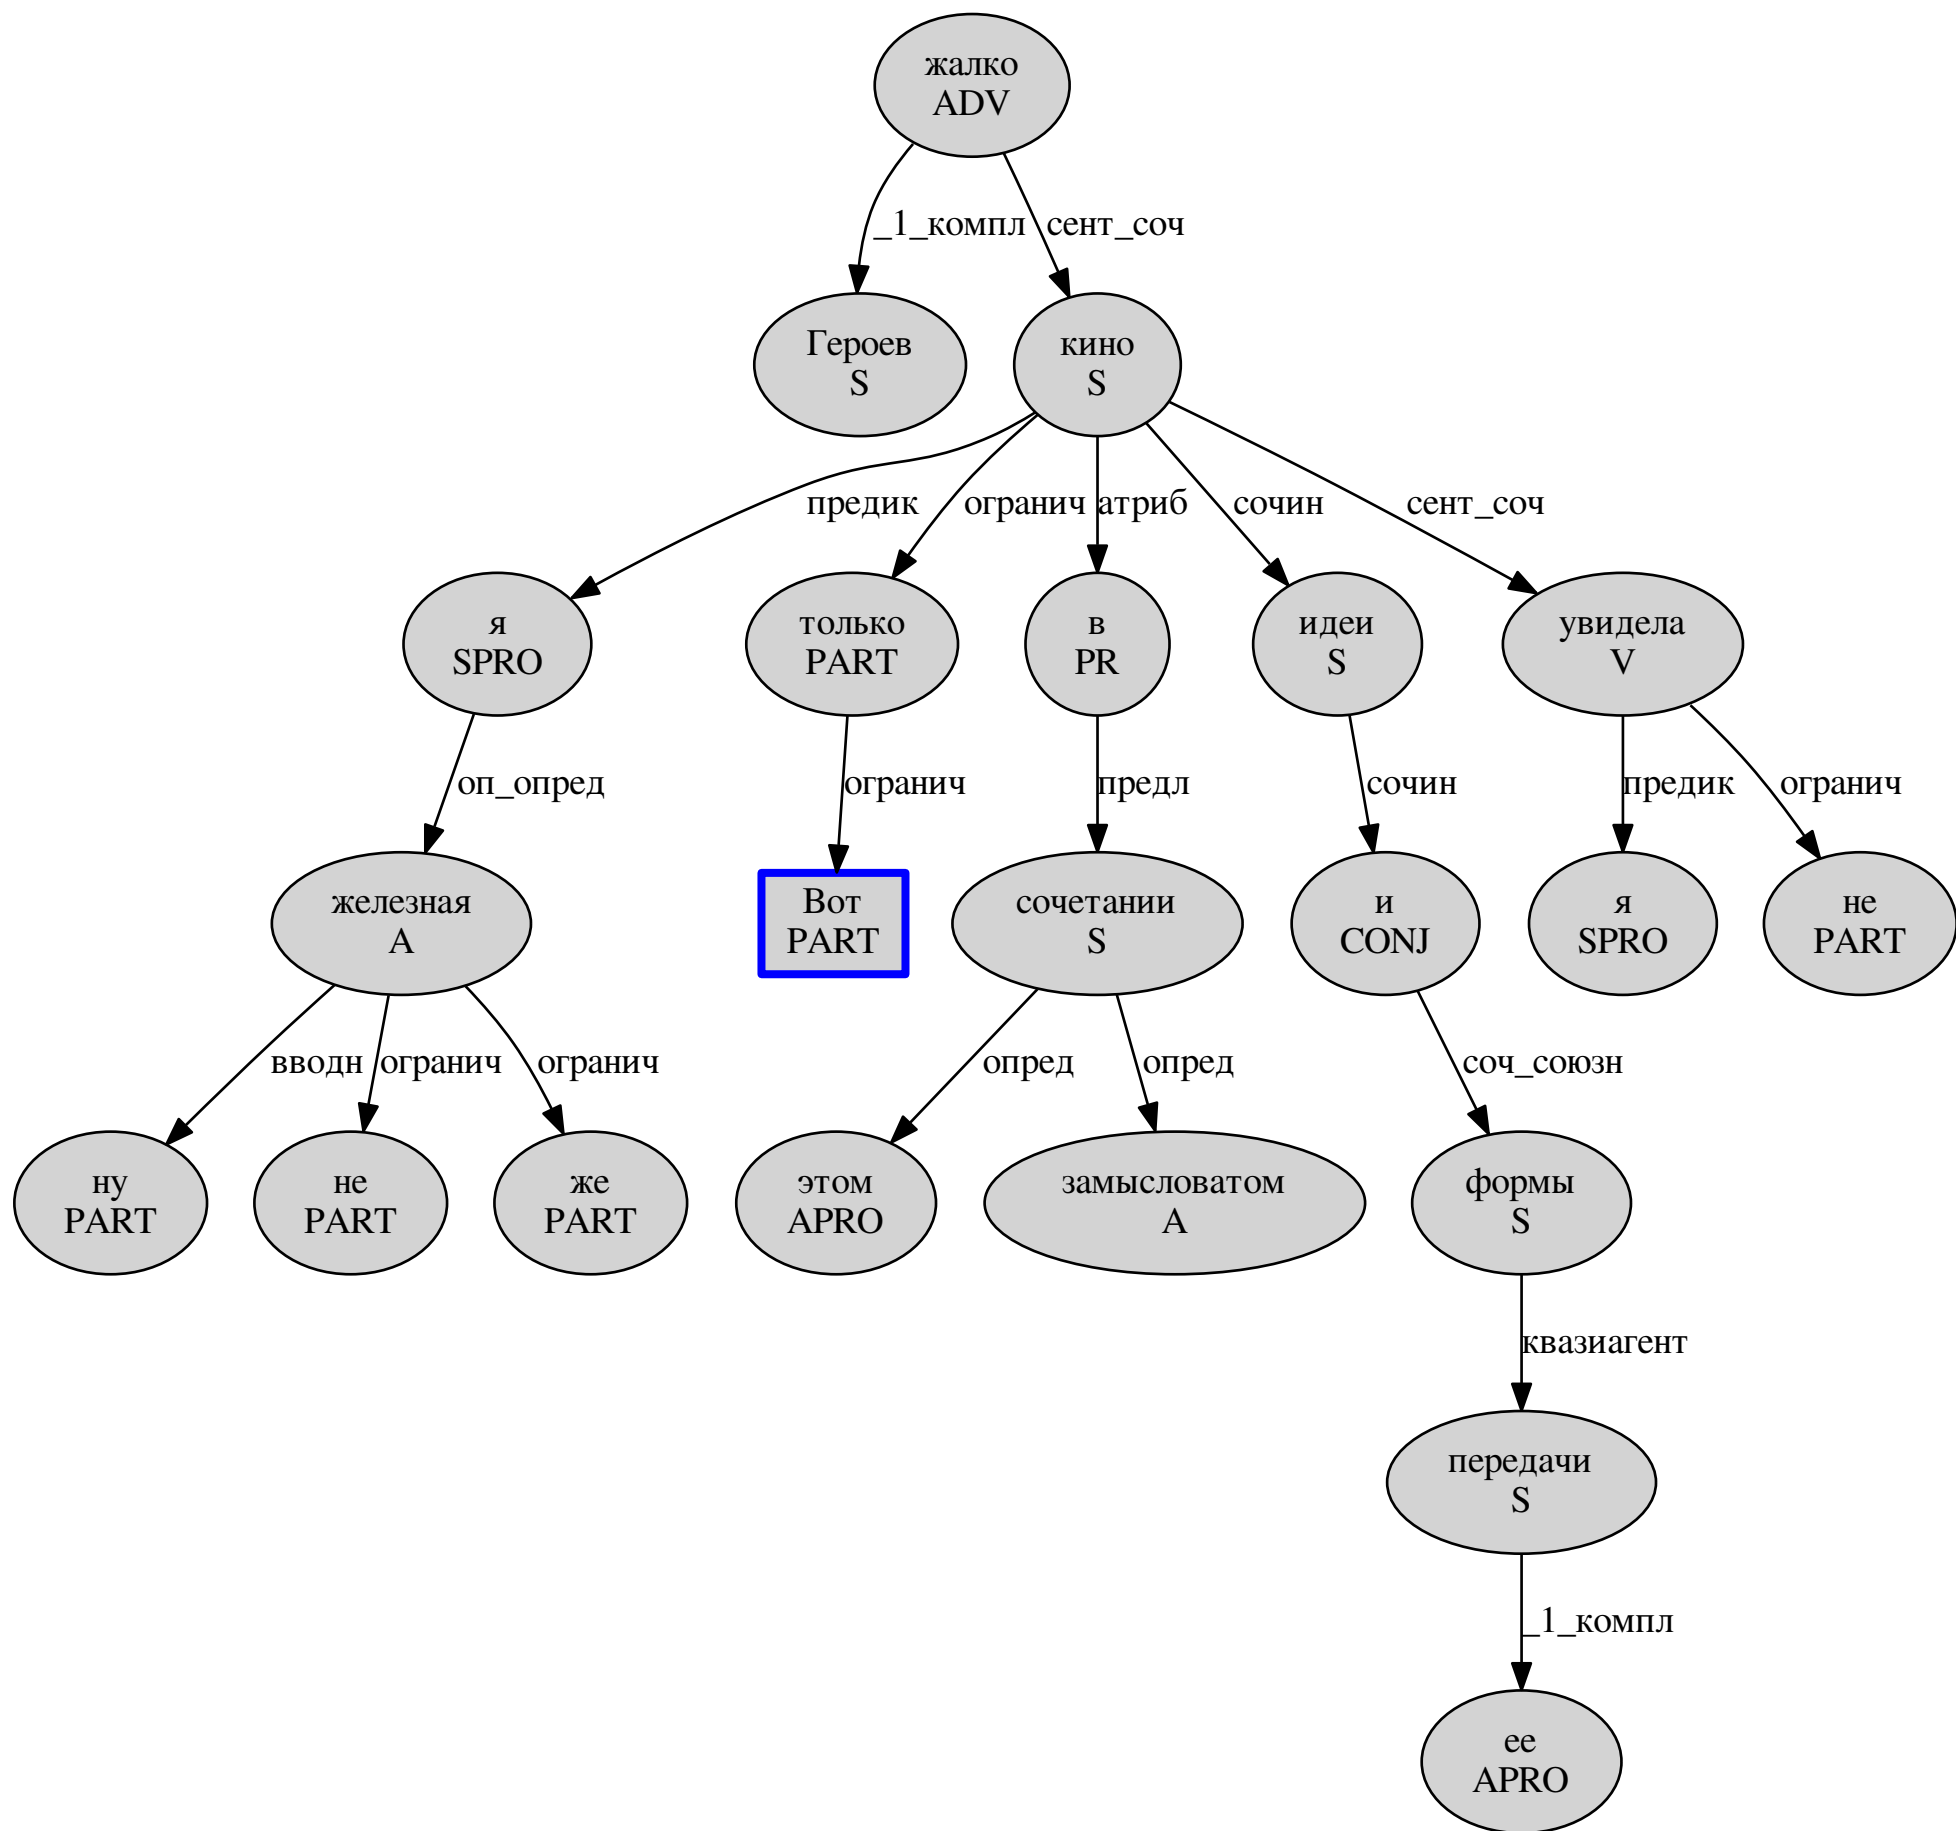 жалко
ADV
_1_компл
сент_соч
Героев
S
кино
S
предик
огранич
атриб
сочин
сент_соч
я
SPRO
только
PART
в
PR
идеи
S
увидела
V
оп_опред
огранич
предл
сочин
предик
огранич
железная
A
Вот
PART
сочетании
S
и
CONJ
я
SPRO
не
PART
вводн
огранич
огранич
опред
опред
соч_союзн
ну
PART
не
PART
же
PART
этом
APRO
замысловатом
A
формы
S
квазиагент
передачи
S
_1_компл
ее
APRO